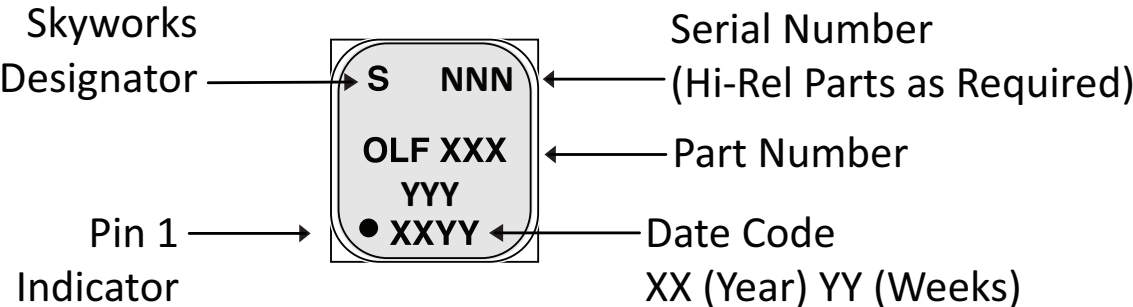 Skyworks
Designator
S NNN
Serial Number
(Hi-Rel Parts as Required)
OLF XXX
Part Number
YYY
Pin 1
Indicator
XXYY
Date Code
XX (Year) YY (Weeks)